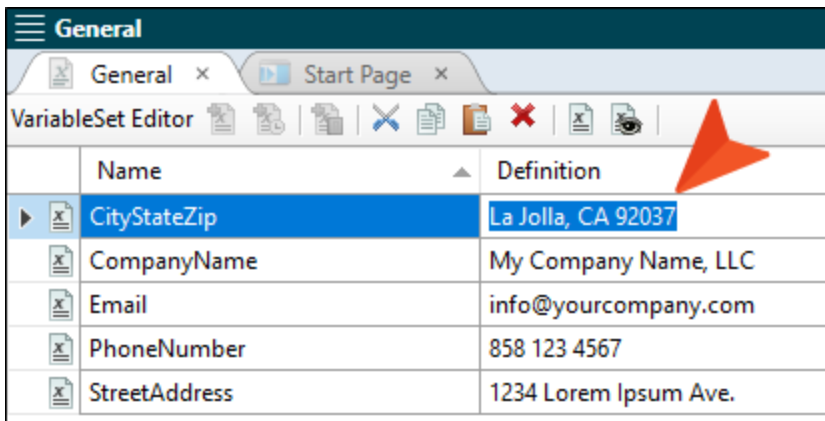 General
General × Start Page ×
VariableSet Editor
Name Definition
CityStateZip La Jolla, CA 92037
CompanyName My Company Name, LLC
Email info@yourcompany.com
PhoneNumber 858 123 4567
StreetAddress 1234 Lorem Ipsum Ave.